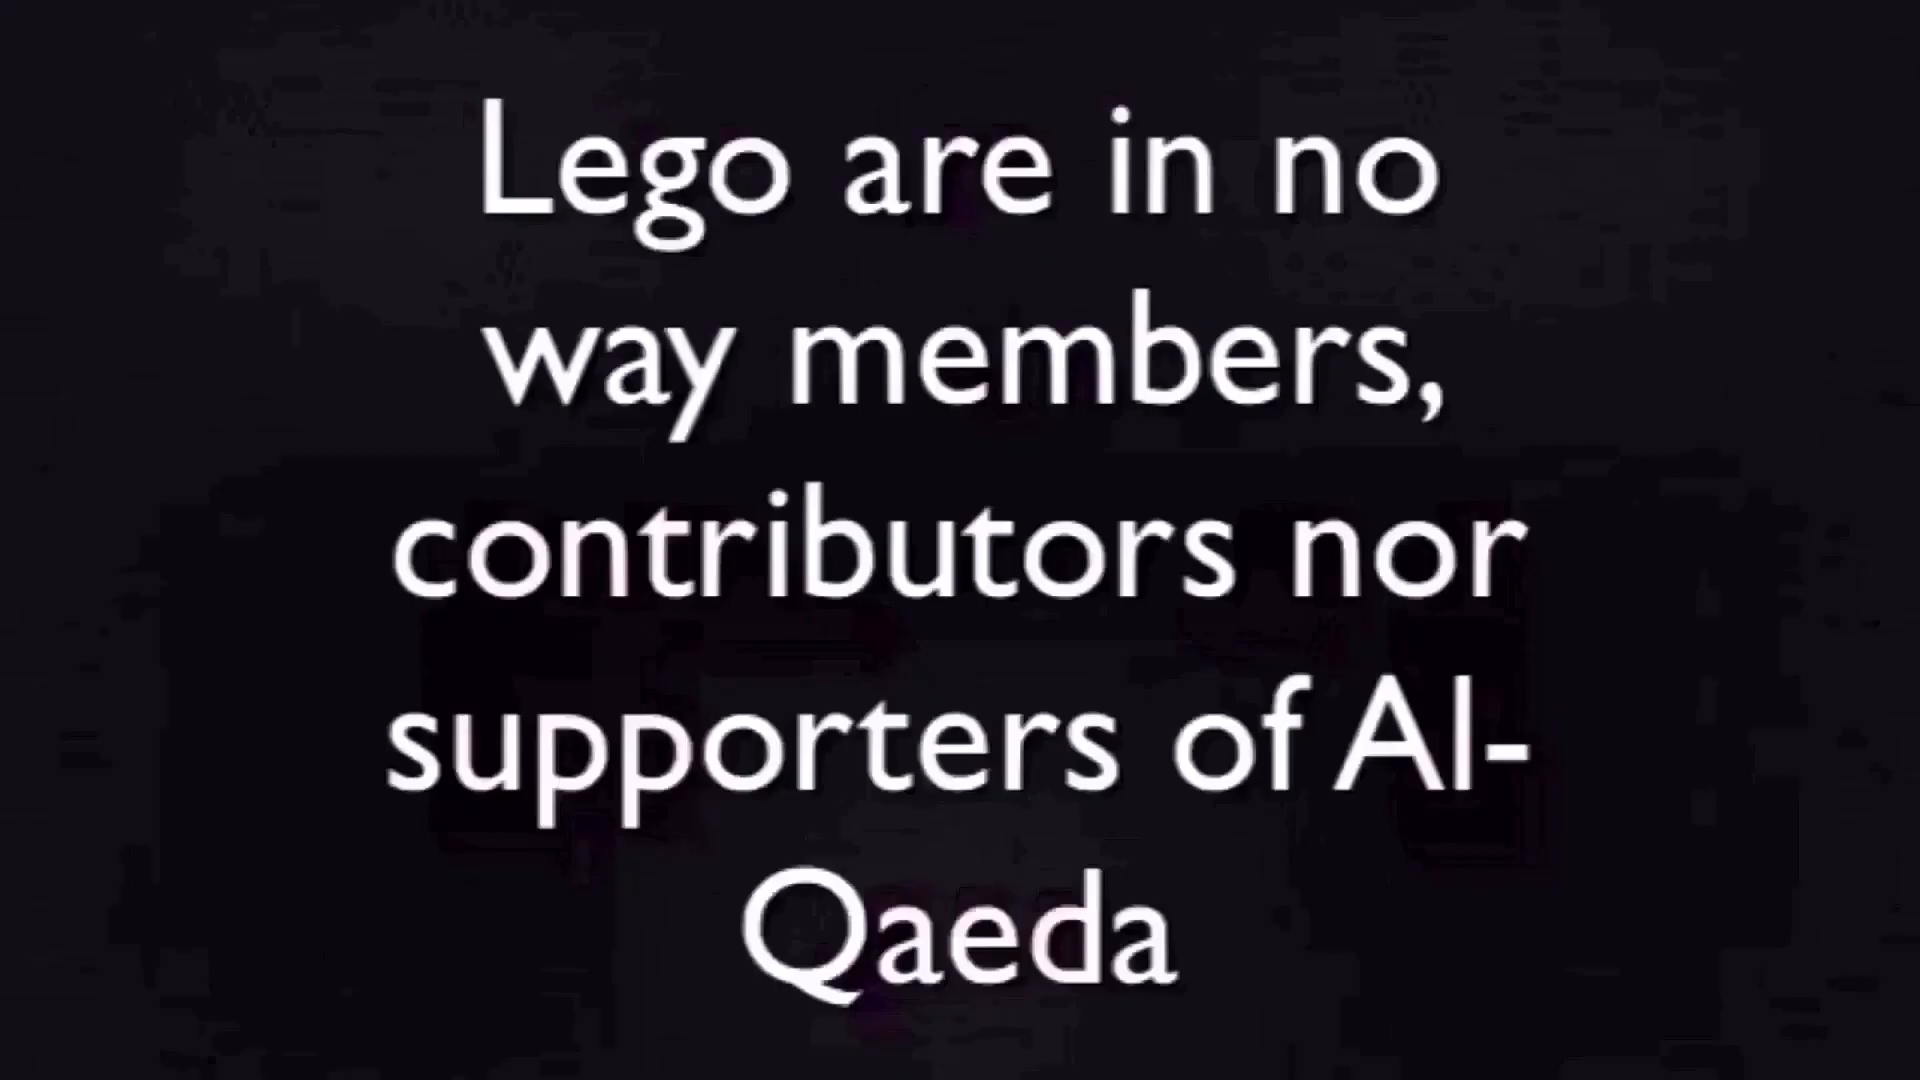 Lego are in no
way members,
contributors nor
supporters of Al-
Qaeda